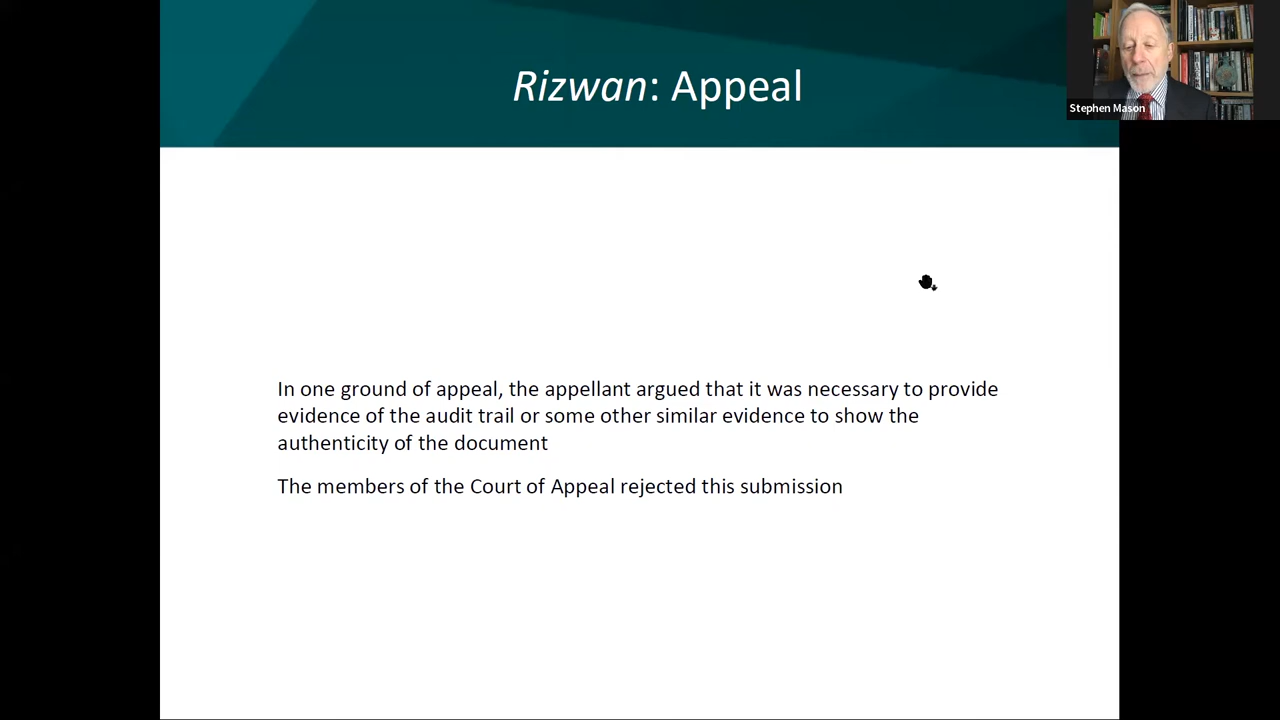 Rizwan: Appeal
Stephen Mason
In one ground of appeal, the appellant argued that it was necessary to provide
evidence of the audit trail or some other similar evidence to show the
authenticity of the document
The members of the Court of Appeal rejected this submission